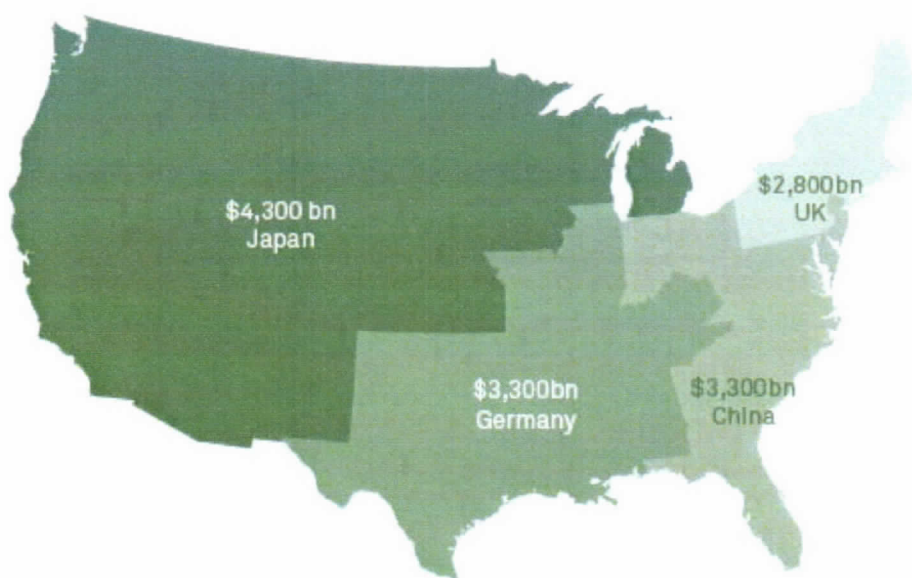 $4,300 bn
Japan
$2,800bn
UK
$3,300bn
Germany
$3,300bn
China